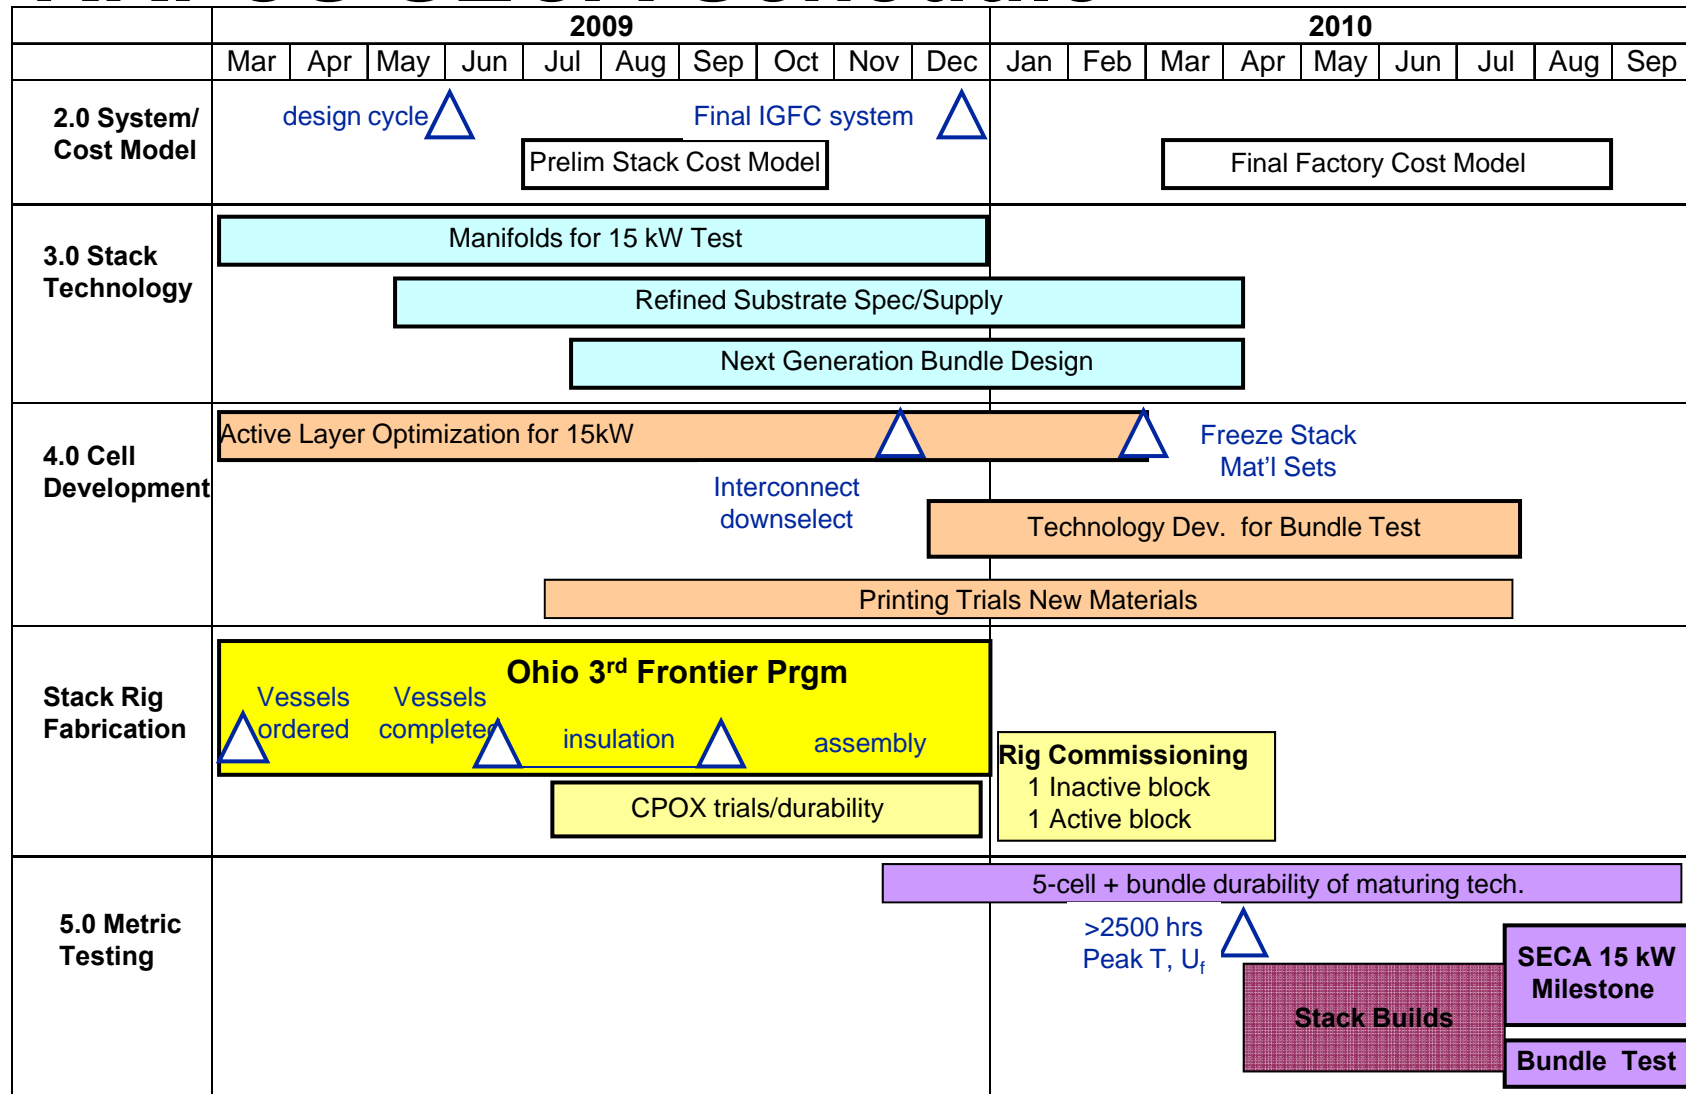 2009
2010
Mar Apr May Jun Jul Aug Sep Oct Nov Dec Jan Feb Mar Apr May Jun Jul Aug Sep
2.0 System/
Cost Model
design cycle
Final IGFC system
Prelim Stack Cost Model
Final Factory Cost Model
3.0 Stack
Technology
Manifolds for 15 kW Test
Refined Substrate Spec/Supply
Next Generation Bundle Design
4.0 Cell
Development
Active Layer Optimization for 15kW
Interconnect
downselect
Freeze Stack
Mat'l Sets
Technology Dev. for Bundle Test
Printing Trials New Materials
Stack Rig
Fabrication
Ohio 3rd Frontier Prgm
Vessels
ordered
Vessels
completed
insulation
assembly
CPOX trials/durability
Rig Commissioning
1 Inactive block
1 Active block
5.0 Metric
Testing
5-cell + bundle durability of maturing tech.
>2500 hrs
Peak T, Uf
Stack Builds
SECA 15 kW
Milestone
Bundle Test